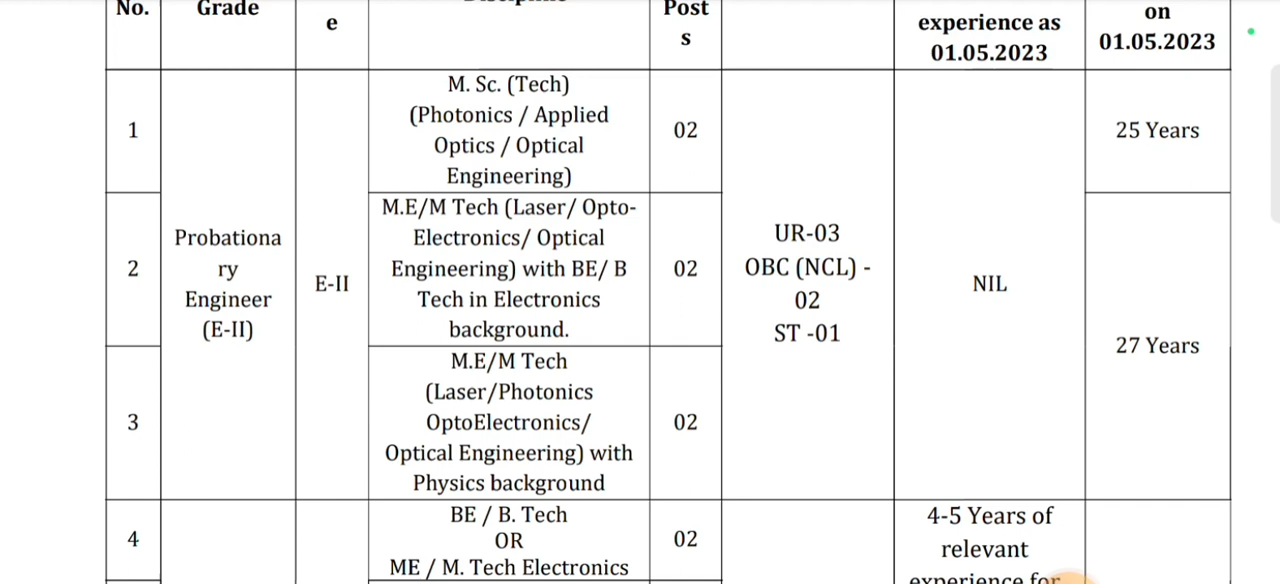 No.
Grade
e
Post
s
experience as
01.05.2023
on
01.05.2023
1
Probationa
ry
Engineer
(E-II)
E-II
M. Sc. (Tech)
(Photonics / Applied
Optics / Optical
Engineering)
02
UR-03
OBC (NCL) -
02
ST -01
NIL
25 Years
2
M.E/M Tech (Laser/ Opto-
Electronics/ Optical
Engineering) with BE/ B
Tech in Electronics
background.
02
27 Years
3
M.E/M Tech
(Laser/Photonics
OptoElectronics/
Optical Engineering) with
Physics background
02
4
BE / B. Tech
OR
ME / M. Tech Electronics
02
4-5 Years of
relevant
experience for